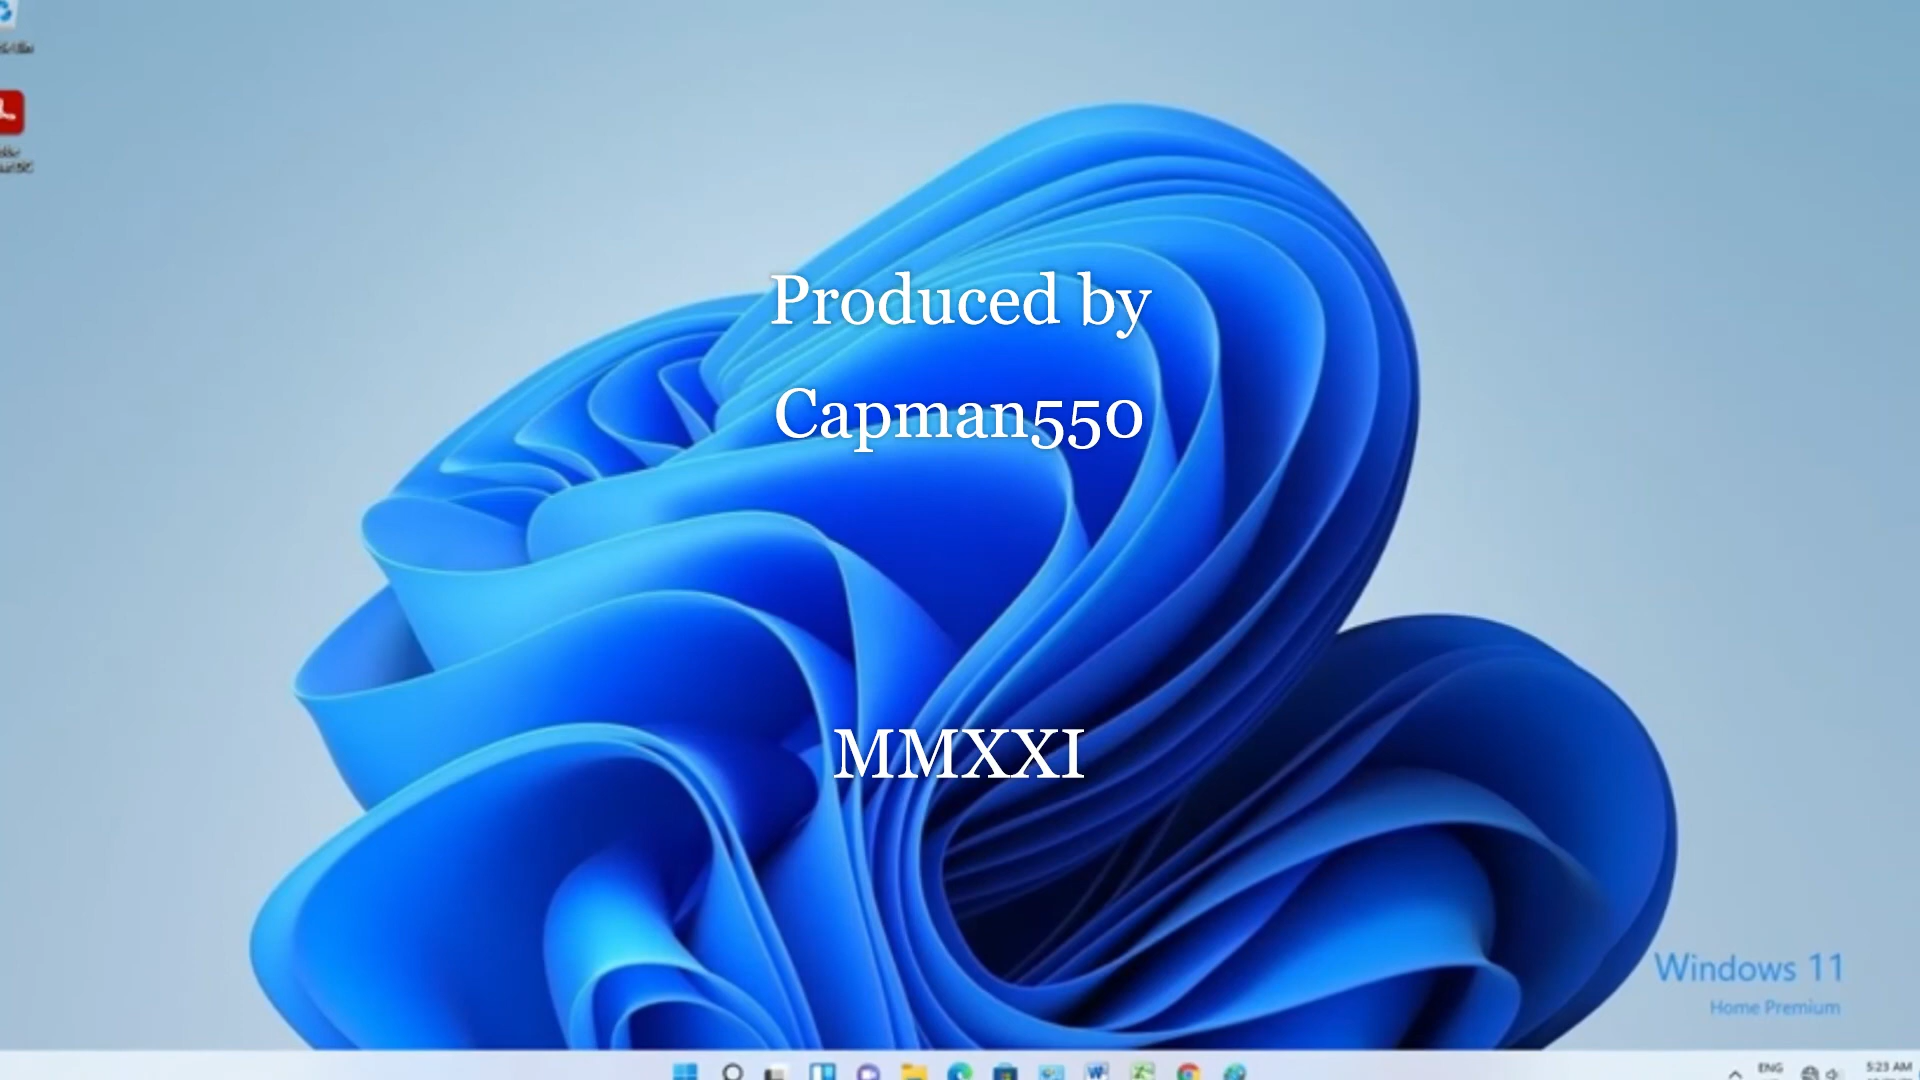 Produced by
Capman550
MMXXI
Windows 11
Home Premium
ENG
5:23 AM